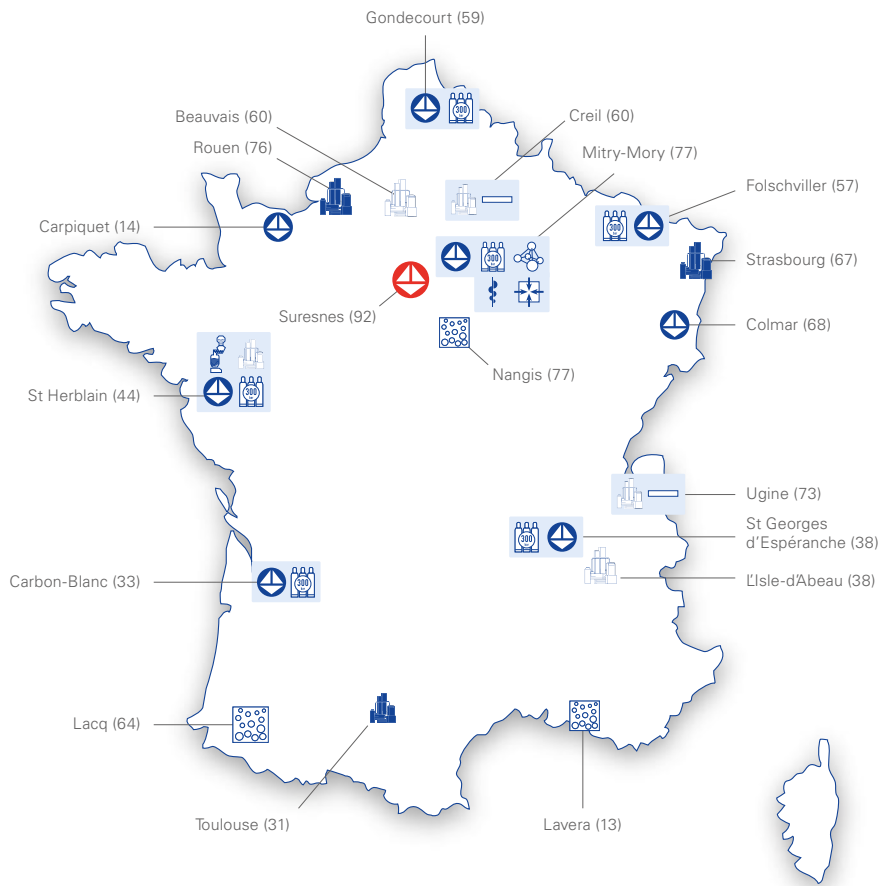 Gondecourt (59)
Beauvais (60)
Creil (60)
Rouen (76)
Mitry-Mory (77)
Folschviller (57)
Carpiquet (14)
Strasbourg (67)
Suresnes (92)
Colmar (68)
Nangis (77)
St Herblain (44)
Ugine (73)
St Georges
d'Espéranche (38)
Carbon-Blanc (33)
L'Isle-d'Abeau (38)
Lacq (64)
Toulouse (31)
Lavera (13)
300
300
300
300
300
300